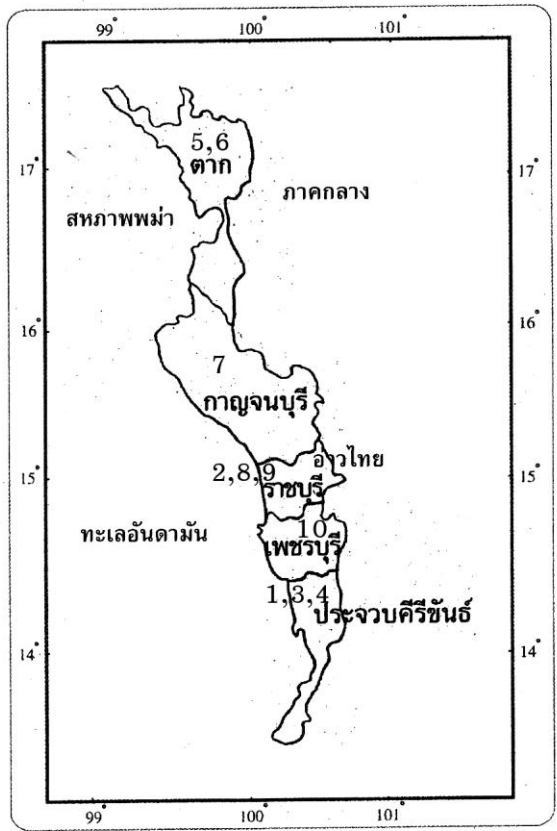 99° 100° 101°
5,6
ตาก
17° 17°
ภาคกลาง
สหภาพพม่า
16° 16°
7
กาญจนบุรี
อ่าวไทย
2,8,9
15° 15°
ราชบุรี
10
ทะเลอันดามัน
เพชรบุรี
1,3,4
ประจวบคีรีขันธ์
14° 14°
99° 100° 101°